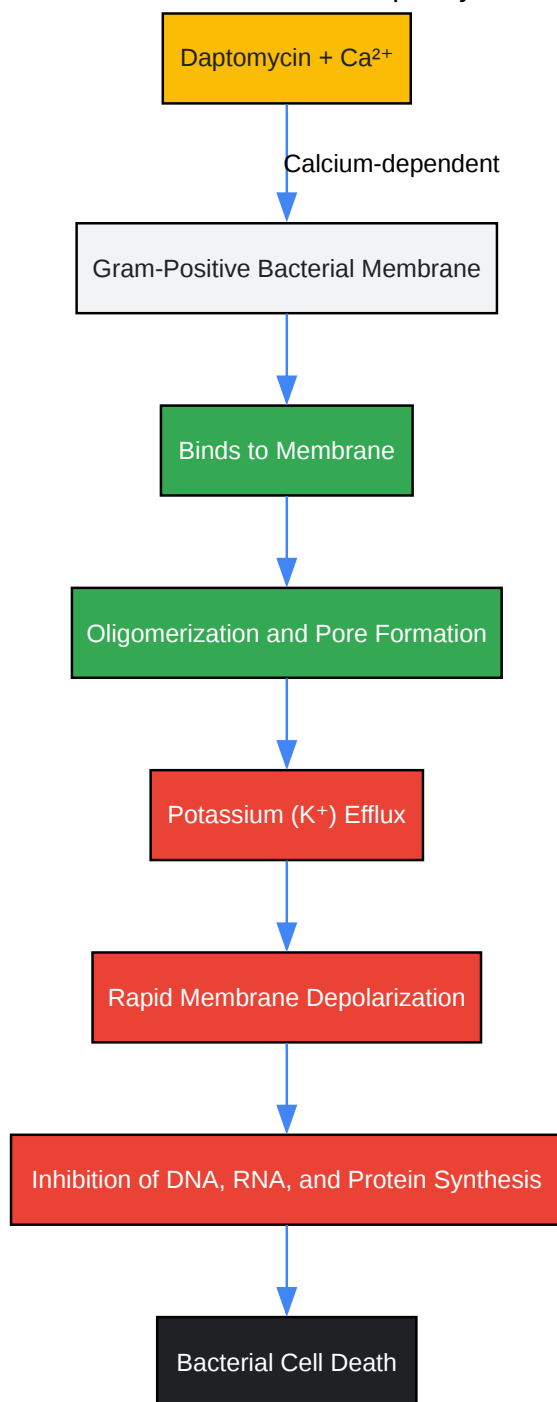 Daptomycin + Ca²⁺
Calcium-dependent
Gram-Positive Bacterial Membrane
Binds to Membrane
Oligomerization and Pore Formation
Potassium (K⁺) Efflux
Rapid Membrane Depolarization
Inhibition of DNA, RNA, and Protein Synthesis
Bacterial Cell Death